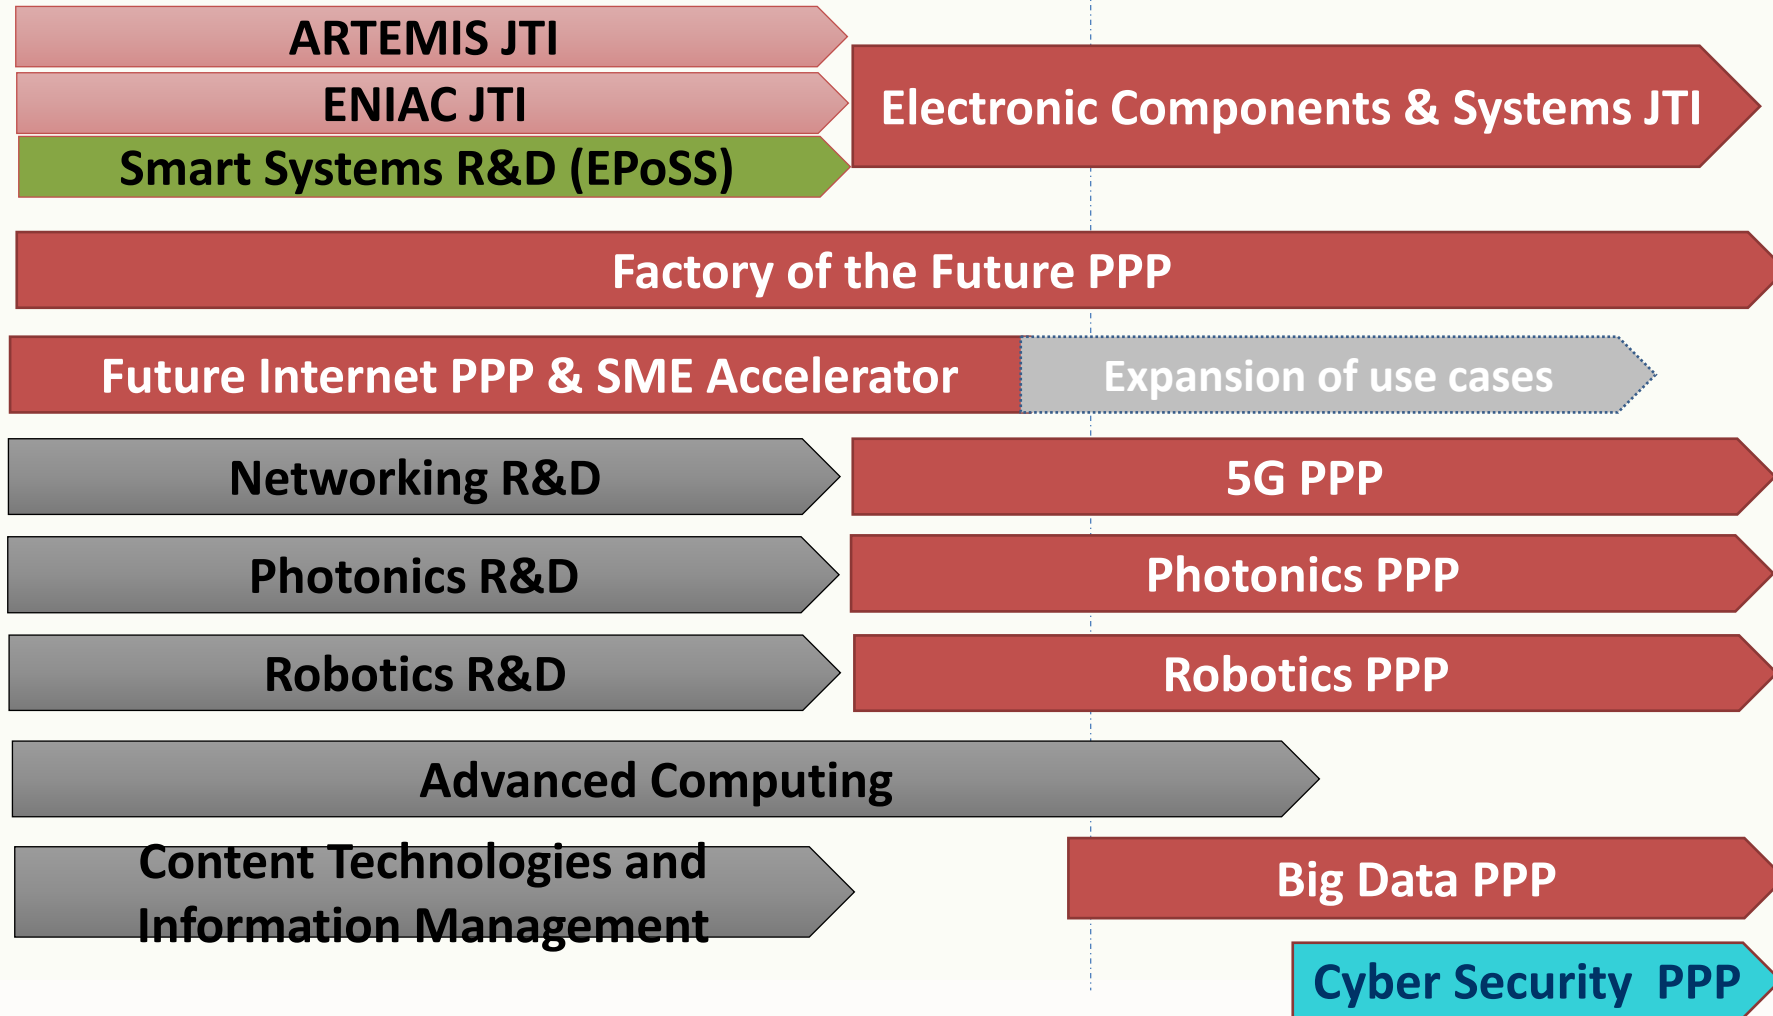 ARTEMIS JTI
ENIAC JTI
Smart Systems R&D (EPoSS)
Electronic Components & Systems JTI
Factory of the Future PPP
Future Internet PPP & SME Accelerator
Expansion of use cases
Networking R&D
5G PPP
Photonics R&D
Photonics PPP
Robotics R&D
Robotics PPP
Advanced Computing
Content Technologies and
Information Management
Big Data PPP
Cyber Security PPP